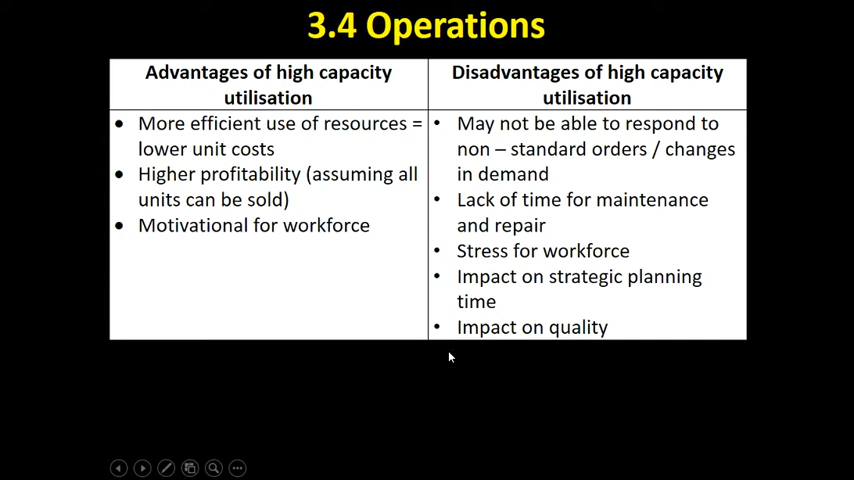 3.4 Operations
Advantages of high capacity
utilisation
• More efficient use of resources =
lower unit costs
• Higher profitability (assuming all
units can be sold)
• Motivational for workforce
Disadvantages of high capacity
utilisation
• May not be able to respond to
non – standard orders / changes
in demand
• Lack of time for maintenance
and repair
• Stress for workforce
• Impact on strategic planning
time
• Impact on quality